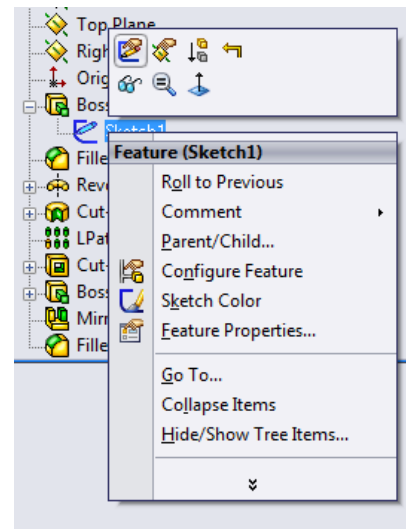 Top Plane
Righ
Orig
Boss
Sketch1
Fille
Revo
Cut-
LPat
Cut-
Boss
Mirr
Fille
Feature (Sketch1)
Roll to Previous
Comment
Parent/Child...
Configure Feature
Sketch Color
Feature Properties...
Go To...
Collapse Items
Hide/Show Tree Items...